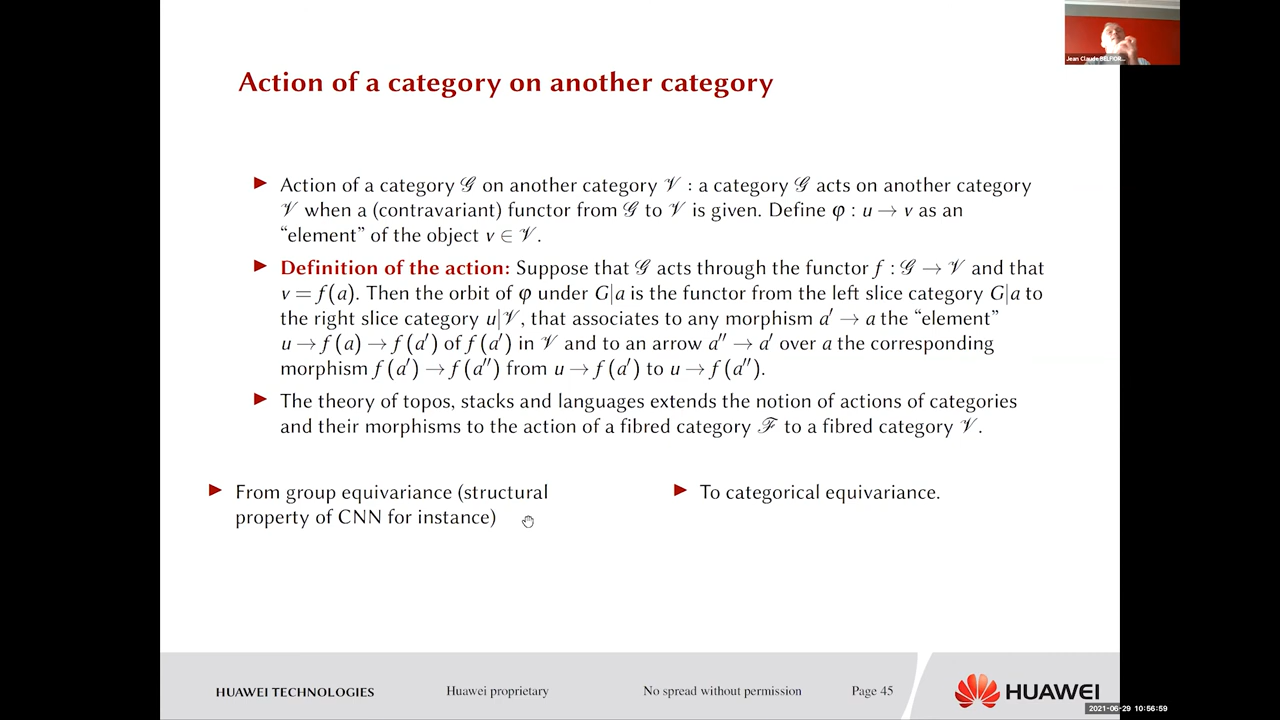 Jean Claude BELFIOR...
Action of a category on another category
► Action of a category 𝒢 on another category 𝒱 : a category 𝒢 acts on another category
𝒱 when a (contravariant) functor from 𝒢 to 𝒱 is given. Define φ : u → v as an
“element” of the object v ∈ 𝒱.
► Definition of the action: Suppose that 𝒢 acts through the functor f : 𝒢 → 𝒱 and that
v = f(a). Then the orbit of φ under G|a is the functor from the left slice category G|a to
the right slice category u|𝒱, that associates to any morphism a′ → a the “element”
u → f(a) → f(a′) of f(a′) in 𝒱 and to an arrow a″ → a′ over a the corresponding
morphism f(a′) → f(a″) from u → f(a′) to u → f(a″).
► The theory of topos, stacks and languages extends the notion of actions of categories
and their morphisms to the action of a fibred category ℱ to a fibred category 𝒱.
► From group equivariance (structural
property of CNN for instance)
► To categorical equivariance.
HUAWEI TECHNOLOGIES Huawei proprietary No spread without permission Page 45
HUAWEI
2021-06-29 10:56:59